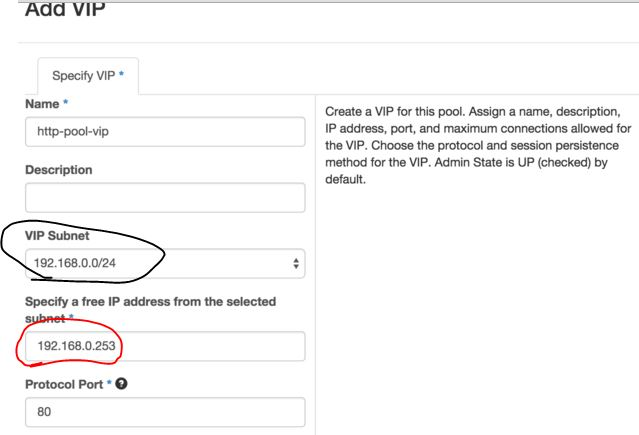 Add VIP
Specify VIP *
Name *
http-pool-vip
Description
VIP Subnet
192.168.0.0/24
Specify a free IP address from the selected
subnet *
192.168.0.253
Protocol Port * ?
80
Create a VIP for this pool. Assign a name, description,
IP address, port, and maximum connections allowed for
the VIP. Choose the protocol and session persistence
method for the VIP. Admin State is UP (checked) by
default.